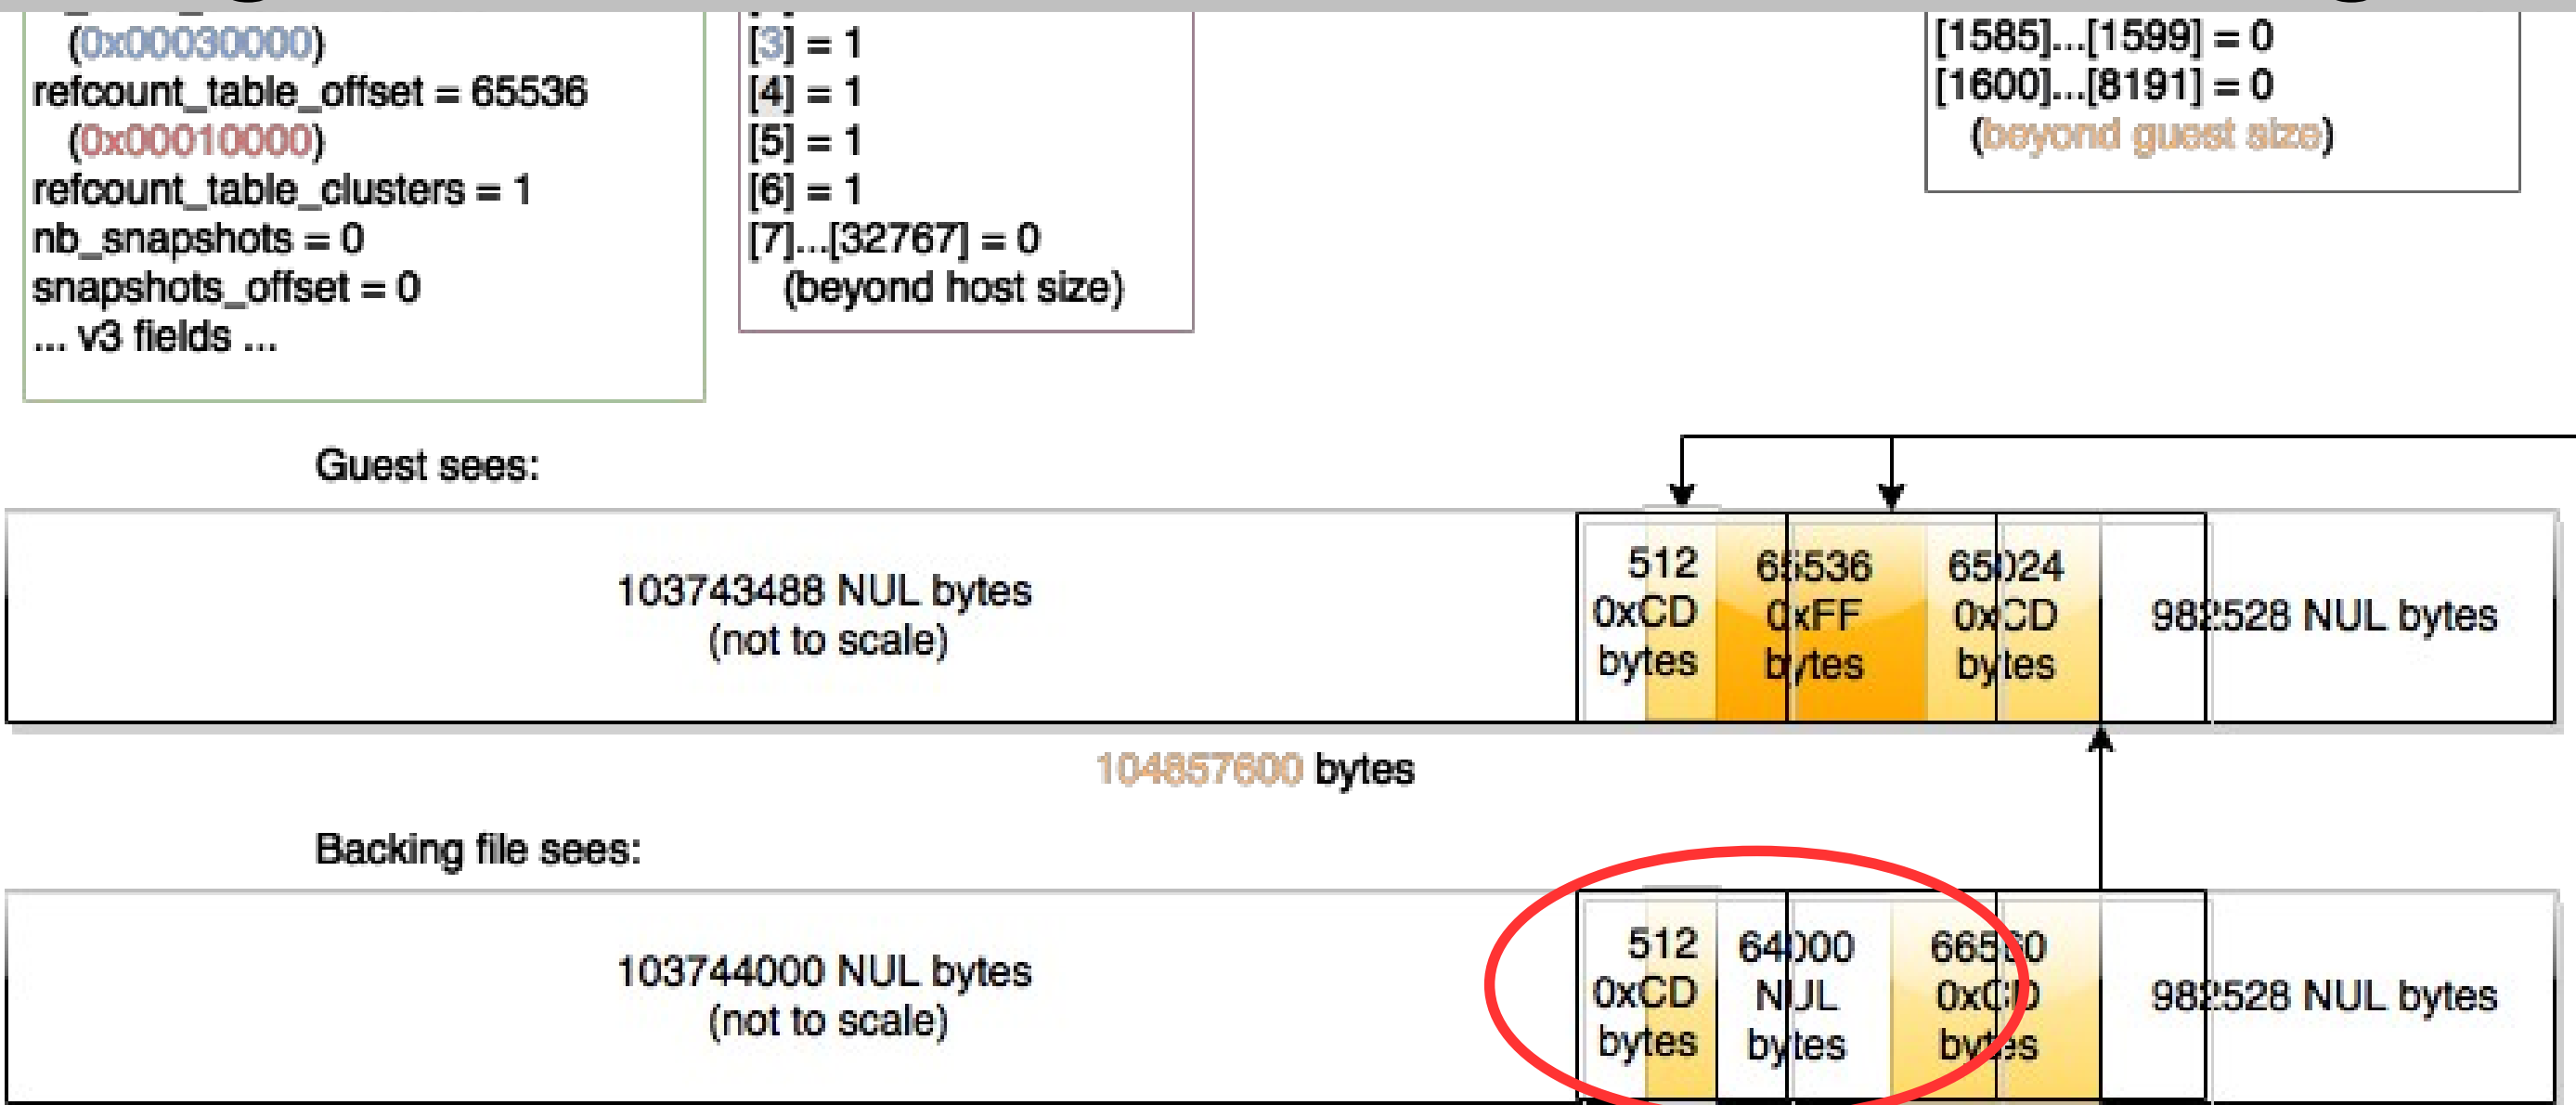 (0x00030000)
refcount_table_offset = 65536
(0x00010000)
refcount_table_clusters = 1
nb_snapshots = 0
snapshots_offset = 0
... v3 fields ...
[3] = 1
[4] = 1
[5] = 1
[6] = 1
[7]...[32767] = 0
(beyond host size)
[1585]...[1599] = 0
[1600]...[8191] = 0
(beyond guest size)
Guest sees:
103743488 NUL bytes
(not to scale)
512
0xCD
bytes
65536
0xFF
bytes
65024
0xCD
bytes
982528 NUL bytes
104857600 bytes
Backing file sees:
103744000 NUL bytes
(not to scale)
512
0xCD
bytes
64000
NUL
bytes
66560
0xCD
bytes
982528 NUL bytes